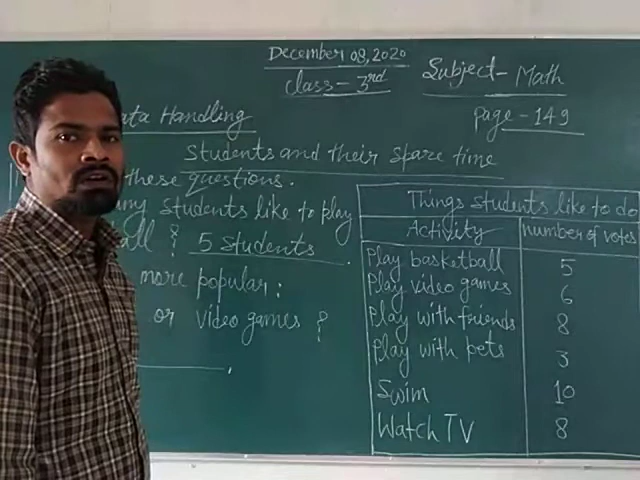 December 08, 2020
Class - 3rd
Subject - Math
Page - 149
ata Handling
Students and their spare time
these questions.
any students like to play
all ? 5 students.
more popular:
or video games ?
Things students like to do
Activity number of votes
Play basketball 5
Play video games 6
Play with friends 8
Play with pets 3
Swim 10
Watch TV 8